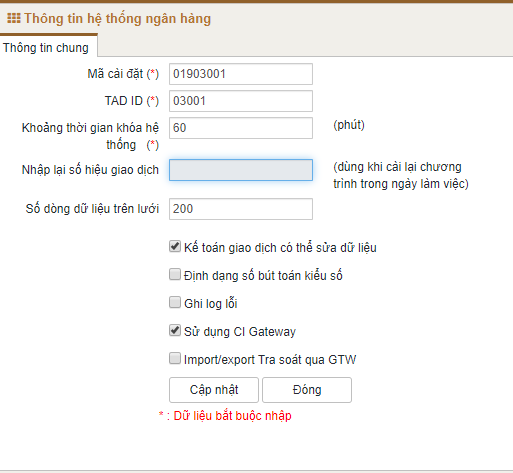 Thông tin hệ thống ngân hàng
Thông tin chung
Mã cài đặt (*) 01903001
TAD ID (*) 03001
Khoảng thời gian khóa hệ thống (*) 60 (phút)
Nhập lại số hiệu giao dịch (dùng khi cài lại chương trình trong ngày làm việc)
Số dòng dữ liệu trên lưới 200
Kế toán giao dịch có thể sửa dữ liệu
Định dạng số bút toán kiểu số
Ghi log lỗi
Sử dụng CI Gateway
Import/export Tra soát qua GTW
Cập nhật Đóng
* : Dữ liệu bắt buộc nhập